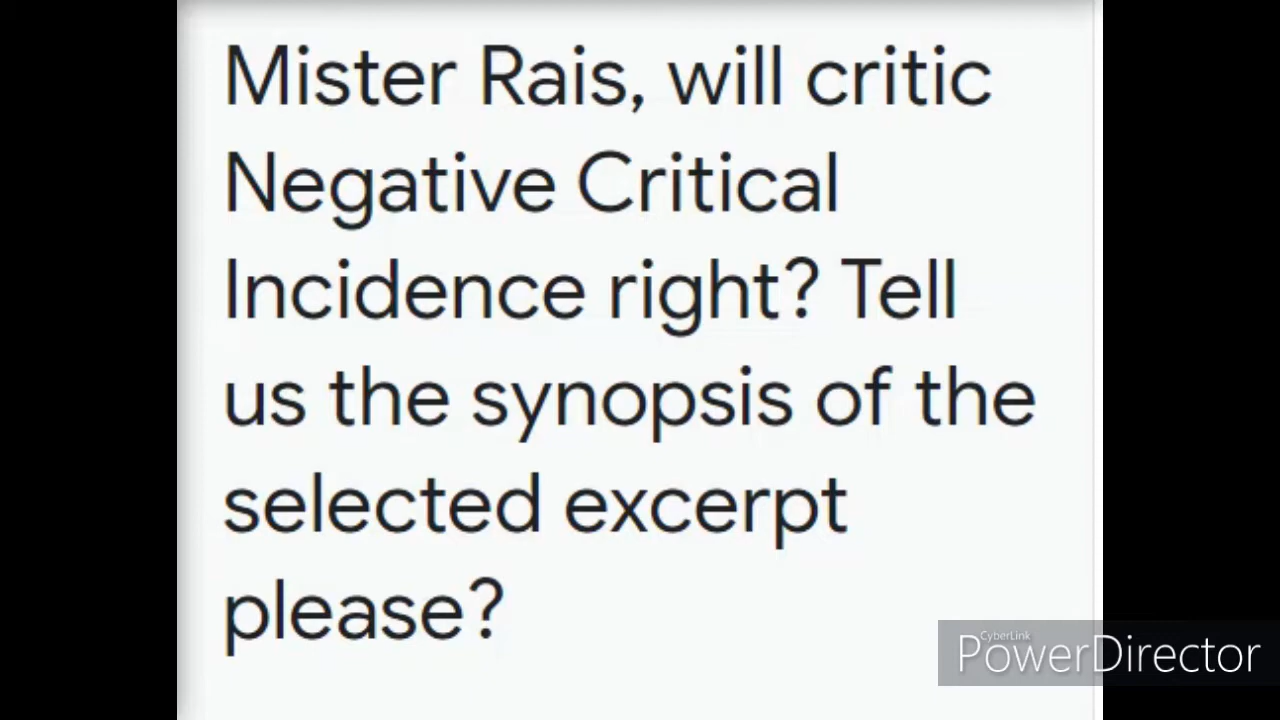 Mister Rais, will critic
Negative Critical
Incidence right? Tell
us the synopsis of the
selected excerpt
please?
CyberLink
PowerDirector